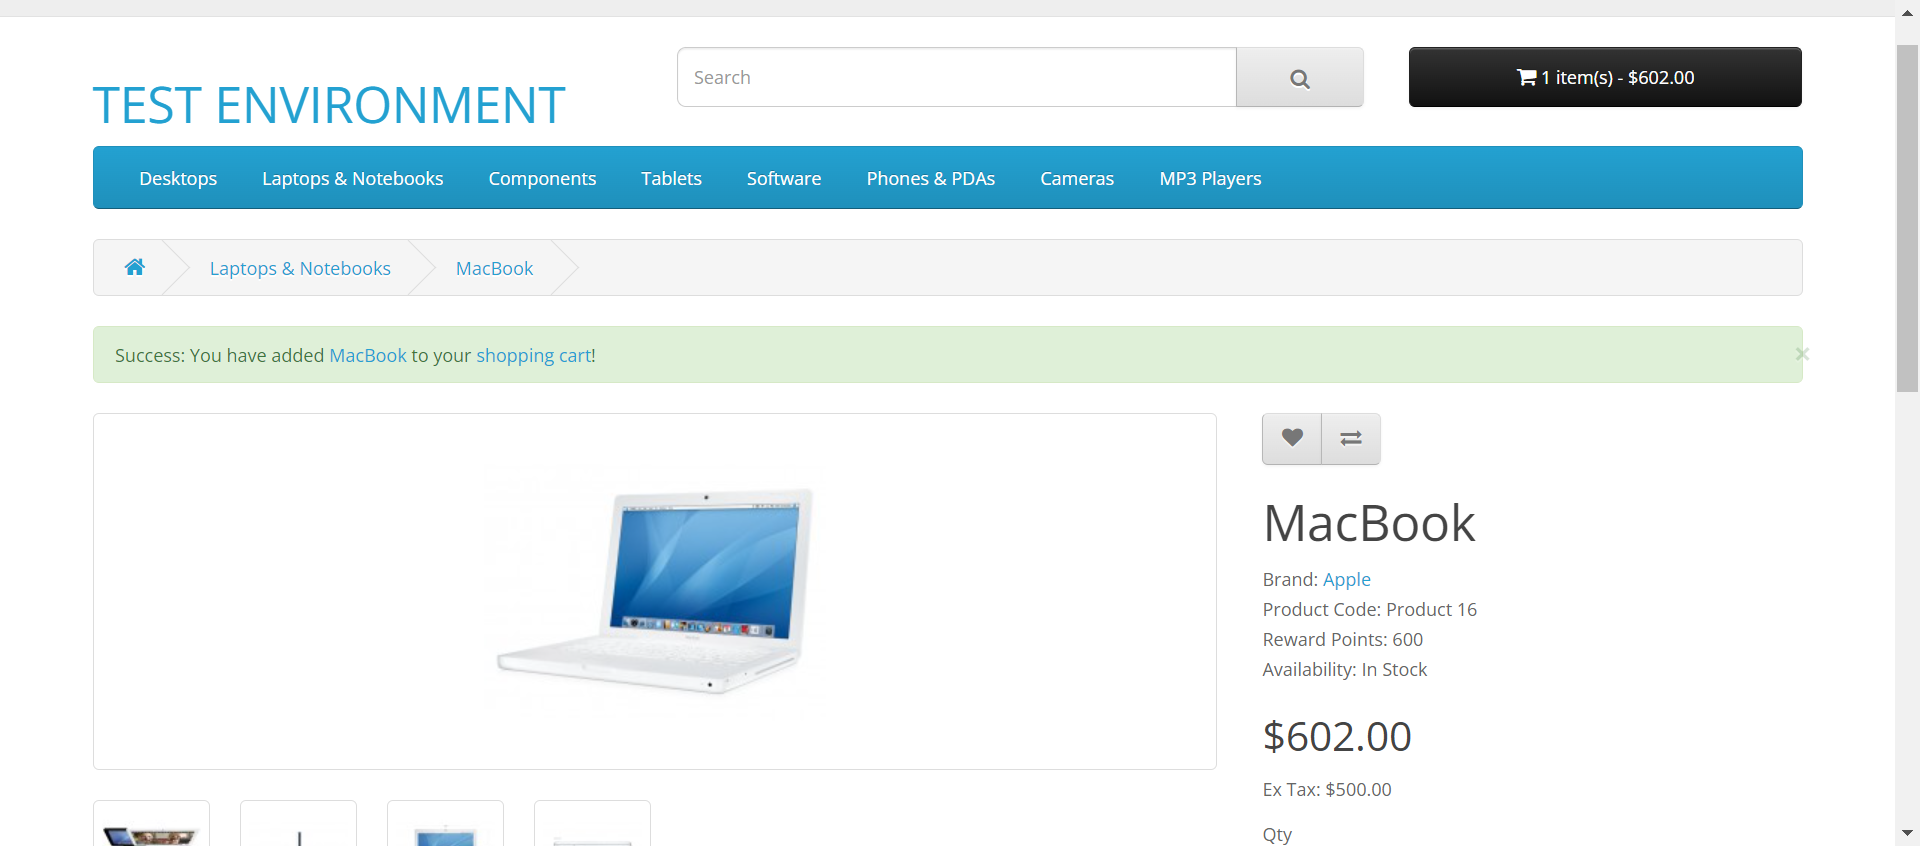 Search
1 item(s) - $602.00
TEST ENVIRONMENT
Desktops Laptops & Notebooks Components Tablets Software Phones & PDAs Cameras MP3 Players
Laptops & Notebooks MacBook
Success: You have added MacBook to your shopping cart!
×
MacBook
Brand: Apple
Product Code: Product 16
Reward Points: 600
Availability: In Stock
$602.00
Ex Tax: $500.00
Qty